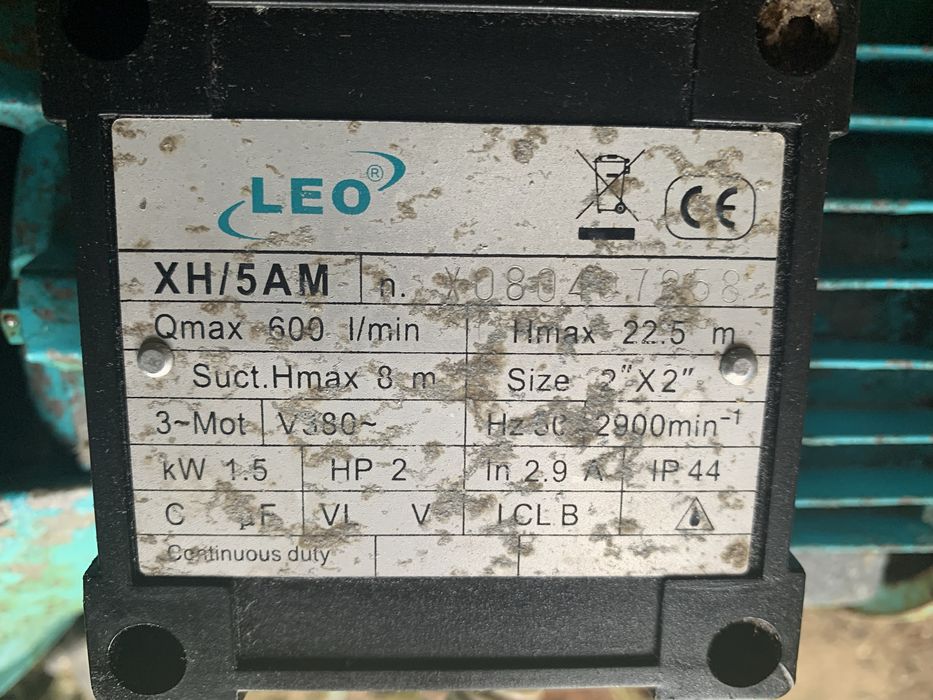 LEO®
CE
XH/5AM n.
Qmax 600 l/min Hmax 22.5 m
Suct.Hmax 8 m Size 2"X2"
3~Mot V380~ Hz 2900min⁻¹
kW 1.5 HP 2 In 2.9 A IP 44
C µF VL V I CL B
Continuous duty